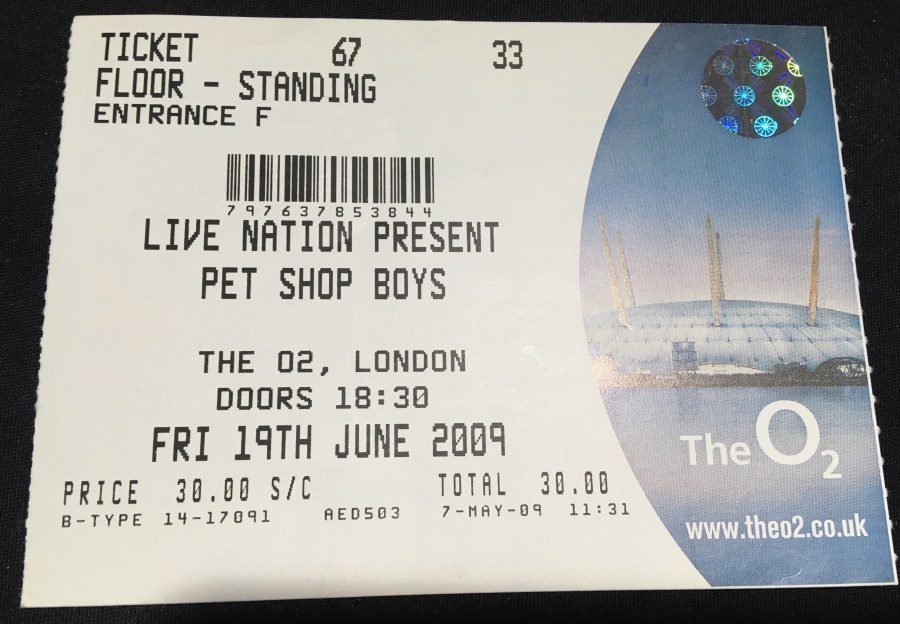 TICKET 67 33
FLOOR - STANDING
ENTRANCE F
797637853844
LIVE NATION PRESENT
PET SHOP BOYS
THE O2, LONDON
DOORS 18:30
FRI 19TH JUNE 2009
PRICE 30.00 S/C TOTAL 30.00
B-TYPE 14-17091 AED503 7-MAY-09 11:31
The O2
www.theo2.co.uk